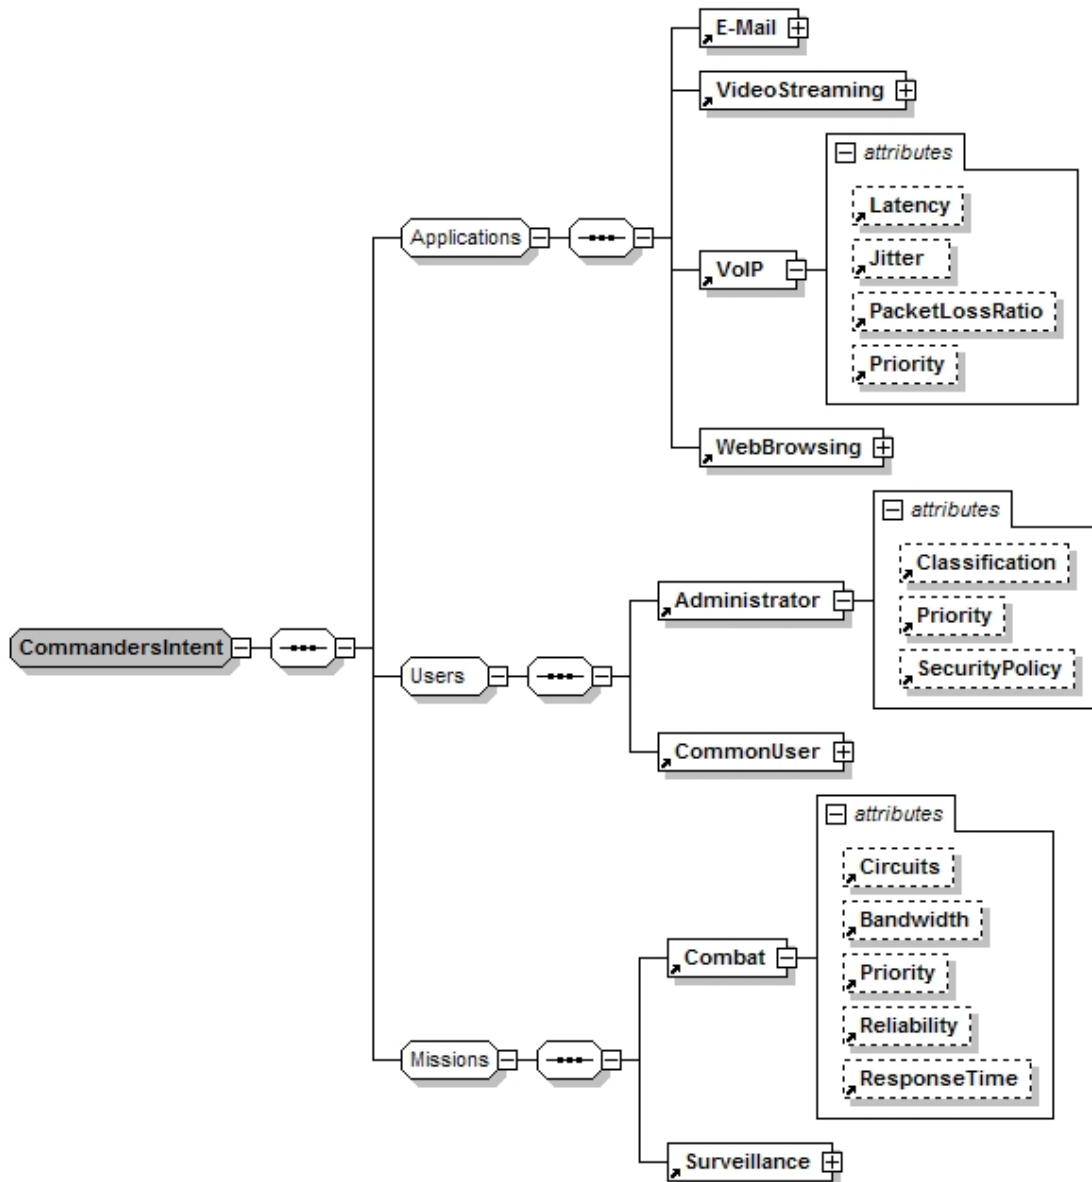 E-Mail
VideoStreaming
attributes
Latency
Jitter
PacketLossRatio
Priority
Applications
VoIP
WebBrowsing
attributes
Classification
Priority
SecurityPolicy
Administrator
CommandersIntent
Users
CommonUser
attributes
Circuits
Bandwidth
Priority
Reliability
ResponseTime
Combat
Missions
Surveillance